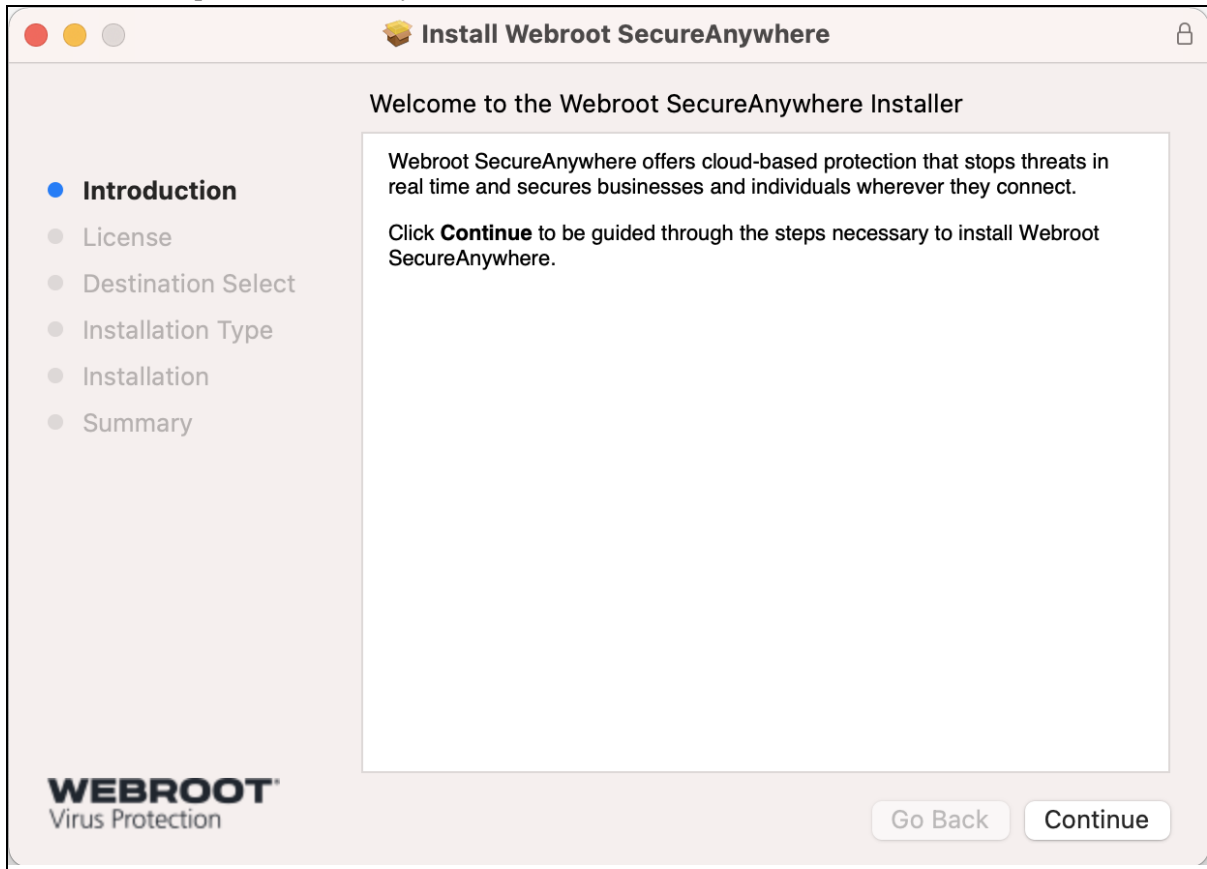 Install Webroot SecureAnywhere
Welcome to the Webroot SecureAnywhere Installer
Introduction
License
Destination Select
Installation Type
Installation
Summary
Webroot SecureAnywhere offers cloud-based protection that stops threats in
real time and secures businesses and individuals wherever they connect.
Click Continue to be guided through the steps necessary to install Webroot
SecureAnywhere.
WEBROOT
Virus Protection
Go Back
Continue